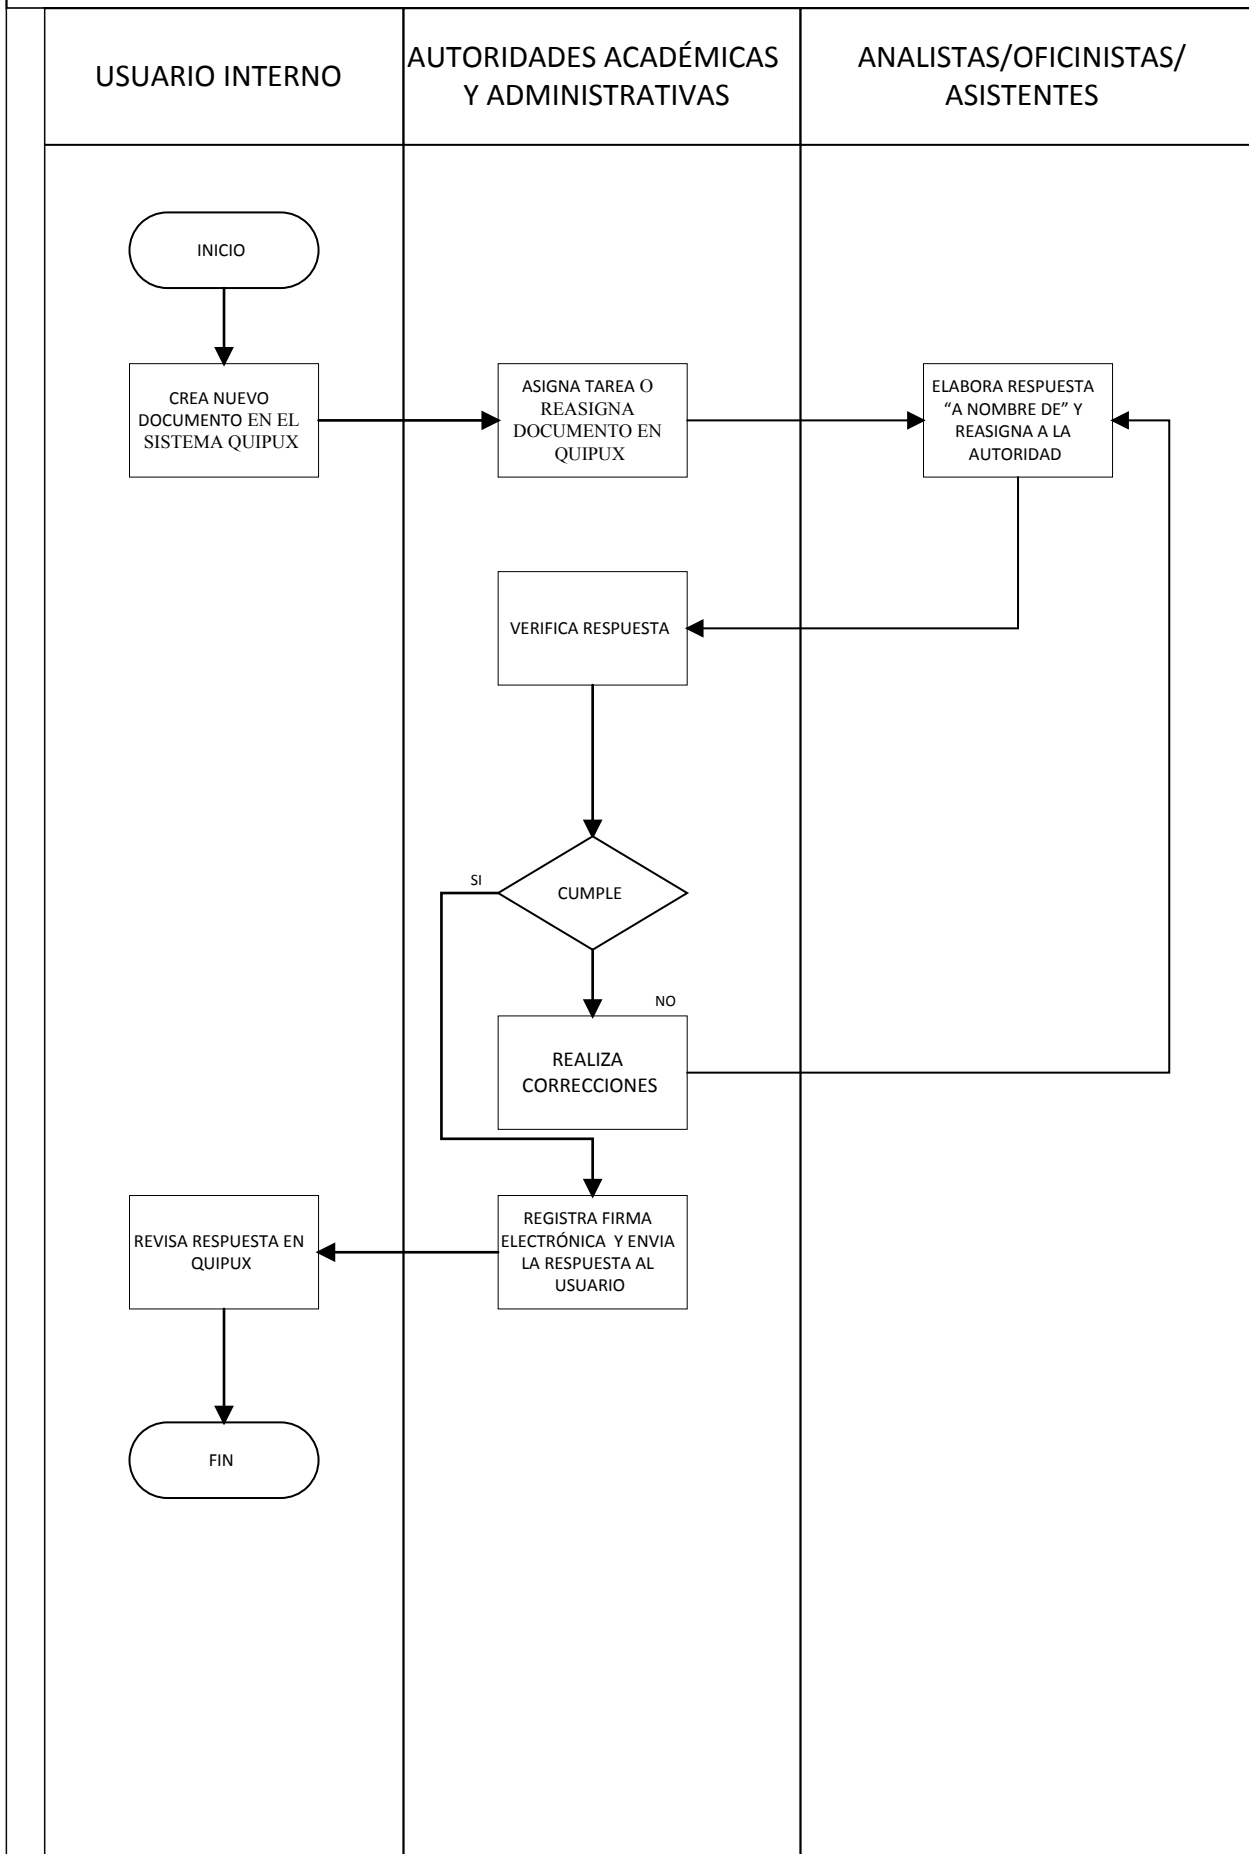 USUARIO INTERNO
AUTORIDADES ACADÉMICAS
Y ADMINISTRATIVAS
ANALISTAS/OFICINISTAS/
ASISTENTES
INICIO
CREA NUEVO
DOCUMENTO EN EL
SISTEMA QUIPUX
ASIGNA TAREA O
REASIGNA
DOCUMENTO EN
QUIPUX
ELABORA RESPUESTA
“A NOMBRE DE” Y
REASIGNA A LA
AUTORIDAD
VERIFICA RESPUESTA
SI
CUMPLE
NO
REALIZA
CORRECCIONES
REGISTRA FIRMA
ELECTRÓNICA Y ENVIA
LA RESPUESTA AL
USUARIO
REVISA RESPUESTA EN
QUIPUX
FIN